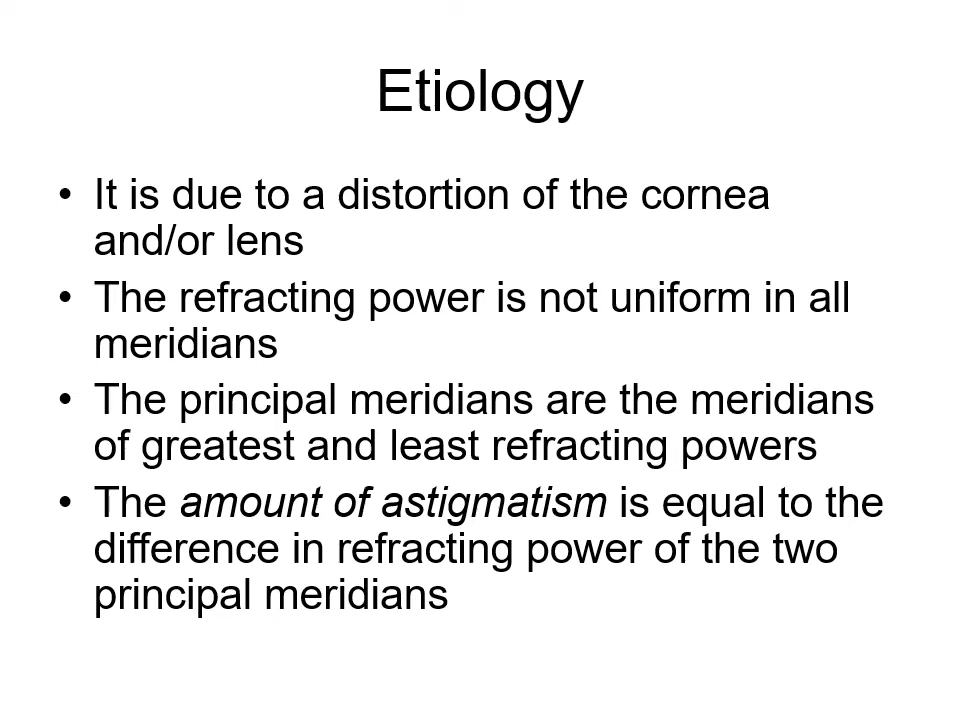 Etiology
• It is due to a distortion of the cornea
and/or lens
• The refracting power is not uniform in all
meridians
• The principal meridians are the meridians
of greatest and least refracting powers
• The amount of astigmatism is equal to the
difference in refracting power of the two
principal meridians